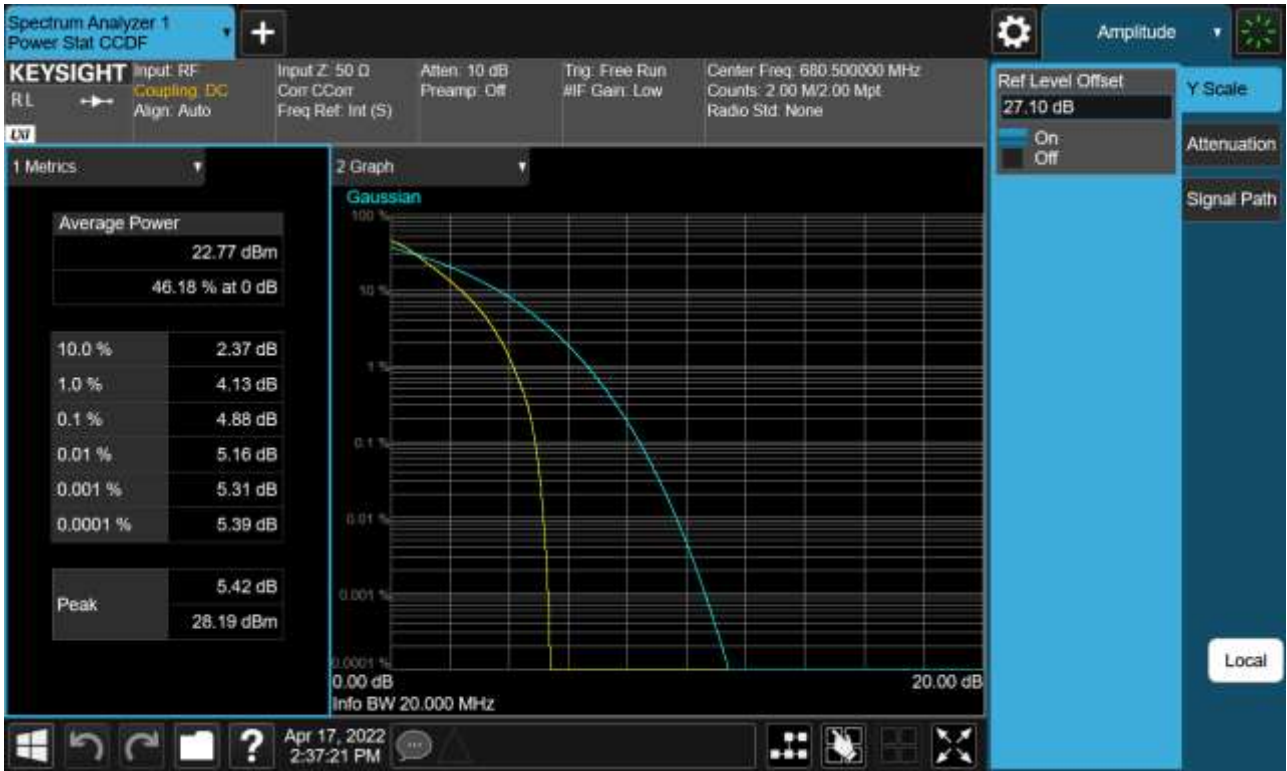 Spectrum Analyzer 1
Power Stat CCDF
+
Amplitude
KEYSIGHT
RL
LXI
Input: RF
Coupling: DC
Align: Auto
Input Z: 50 Ω
Corr CCorr
Freq Ref: Int (S)
Atten: 10 dB
Preamp: Off
Trig: Free Run
#IF Gain: Low
Center Freq: 680.500000 MHz
Counts: 2.00 M/2.00 Mpt
Radio Std: None
Ref Level Offset
27.10 dB
On
Off
Y Scale
Attenuation
Signal Path
1 Metrics
Average Power
22.77 dBm
46.18 % at 0 dB
10.0 % 2.37 dB
1.0 % 4.13 dB
0.1 % 4.88 dB
0.01 % 5.16 dB
0.001 % 5.31 dB
0.0001 % 5.39 dB
Peak
5.42 dB
28.19 dBm
2 Graph
Gaussian
100 %
10 %
1 %
0.1 %
0.01 %
0.001 %
0.0001 %
0.00 dB 20.00 dB
Info BW 20.000 MHz
Local
?
Apr 17, 2022
2:37:21 PM